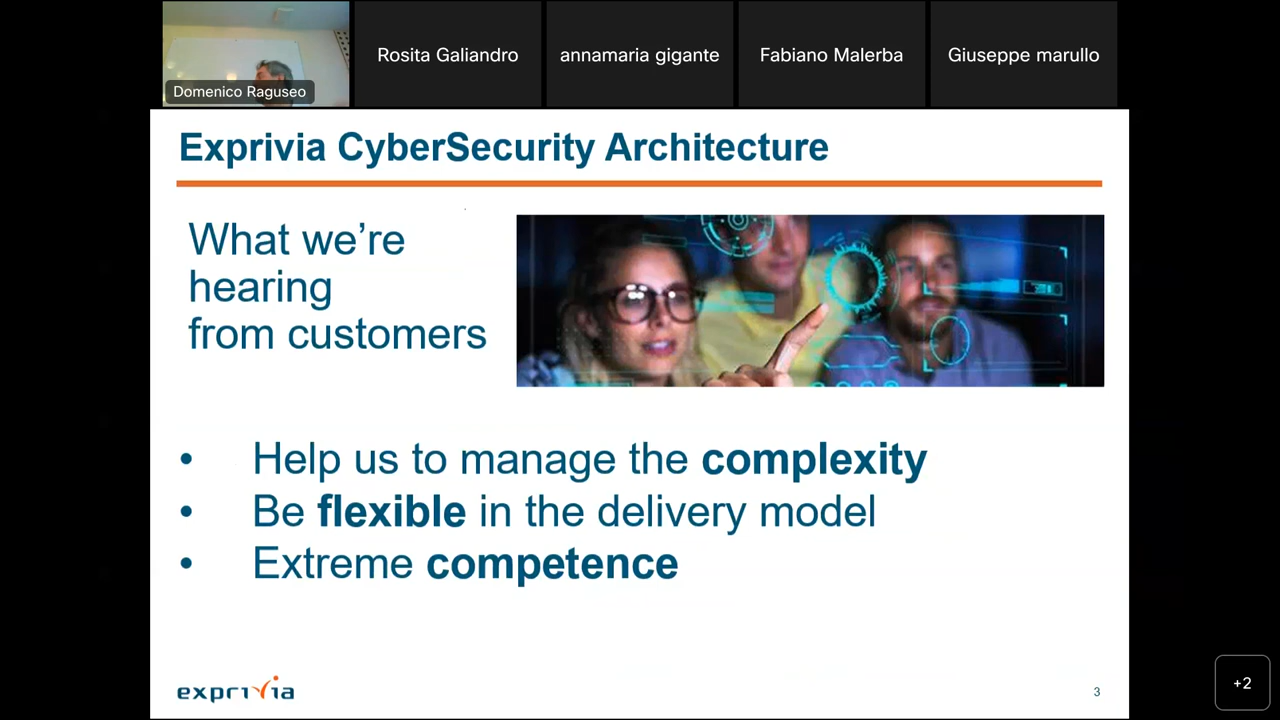 Domenico Raguseo
Rosita Galiandro
annamaria gigante
Fabiano Malerba
Giuseppe marullo
Exprivia CyberSecurity Architecture
What we’re
hearing
from customers
• Help us to manage the complexity
• Be flexible in the delivery model
• Extreme competence
exprivia
3
+2